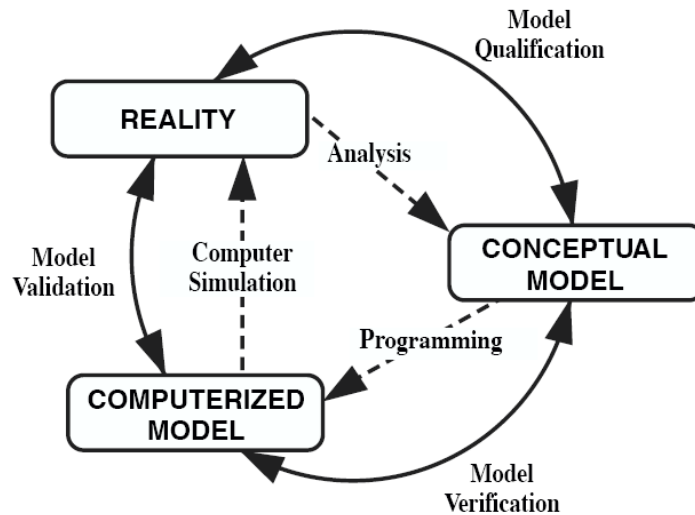 Model
Qualification
REALITY
Analysis
CONCEPTUAL
MODEL
Model
Validation
Computer
Simulation
Programming
COMPUTERIZED
MODEL
Model
Verification